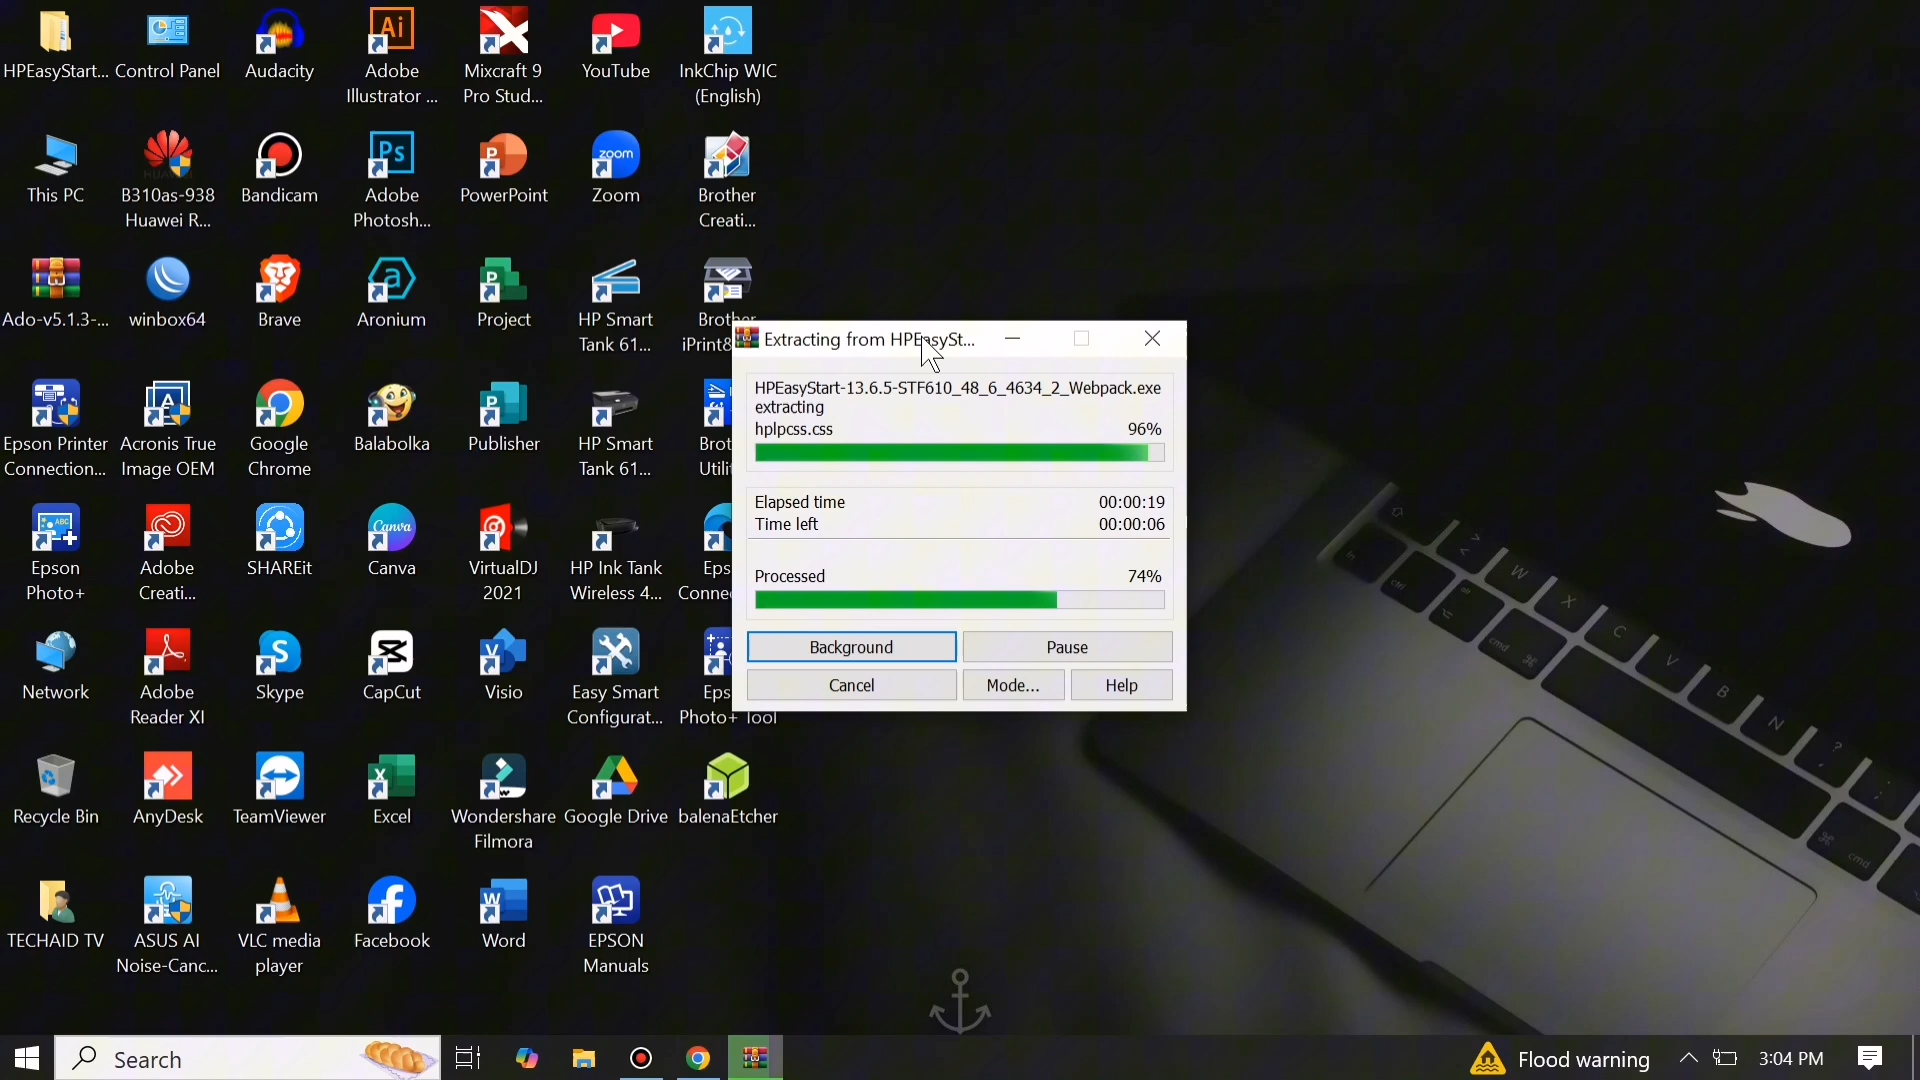 HPEasyStart...
Control Panel
Audacity
Adobe
Illustrator ...
Mixcraft 9
Pro Stud...
YouTube
InkChip WIC
(English)
This PC
B310as-938
Huawei R...
Bandicam
Adobe
Photosh...
PowerPoint
zoom
Zoom
Brother
Creati...
Ado-v5.1.3-...
winbox64
Brave
Aronium
Project
HP Smart
Tank 61...
Brother
iPrint&
Epson Printer
Connection...
Acronis True
Image OEM
Google
Chrome
Balabolka
Publisher
HP Smart
Tank 61...
Brot
Utili
Epson
Photo+
Adobe
Creati...
SHAREit
Canva
Canva
VirtualDJ
2021
HP Ink Tank
Wireless 4...
Eps
Conne
Network
Adobe
Reader XI
Skype
CapCut
Visio
Easy Smart
Configurat...
Eps
Photo+ Tool
Recycle Bin
AnyDesk
TeamViewer
Excel
Wondershare
Filmora
Google Drive
balenaEtcher
TECHAID TV
ASUS AI
Noise-Canc...
VLC media
player
Facebook
Word
EPSON
Manuals
Extracting from HPEasySt...
HPEasyStart-13.6.5-STF610_48_6_4634_2_Webpack.exe
extracting
hplpcss.css 96%
Elapsed time 00:00:19
Time left 00:00:06
Processed 74%
Background Pause
Cancel Mode... Help
Search
Flood warning
3:04 PM